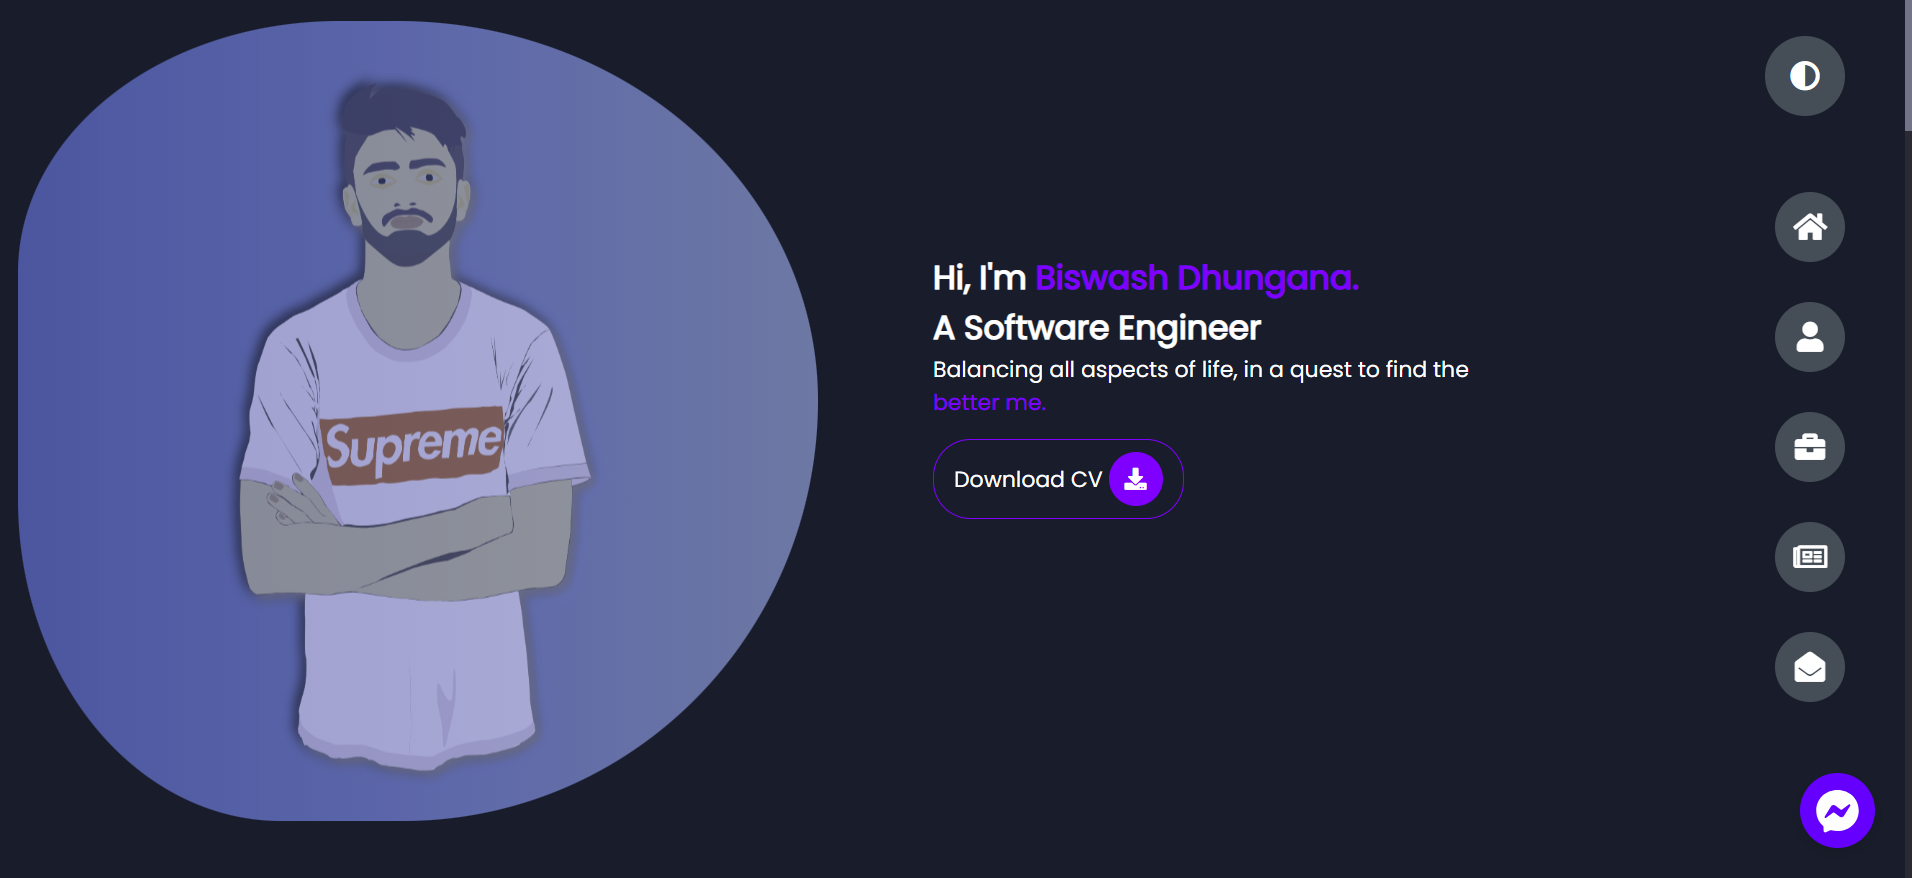 Supreme
Hi, I'm Biswash Dhungana.
A Software Engineer
Balancing all aspects of life, in a quest to find the
better me.
Download CV